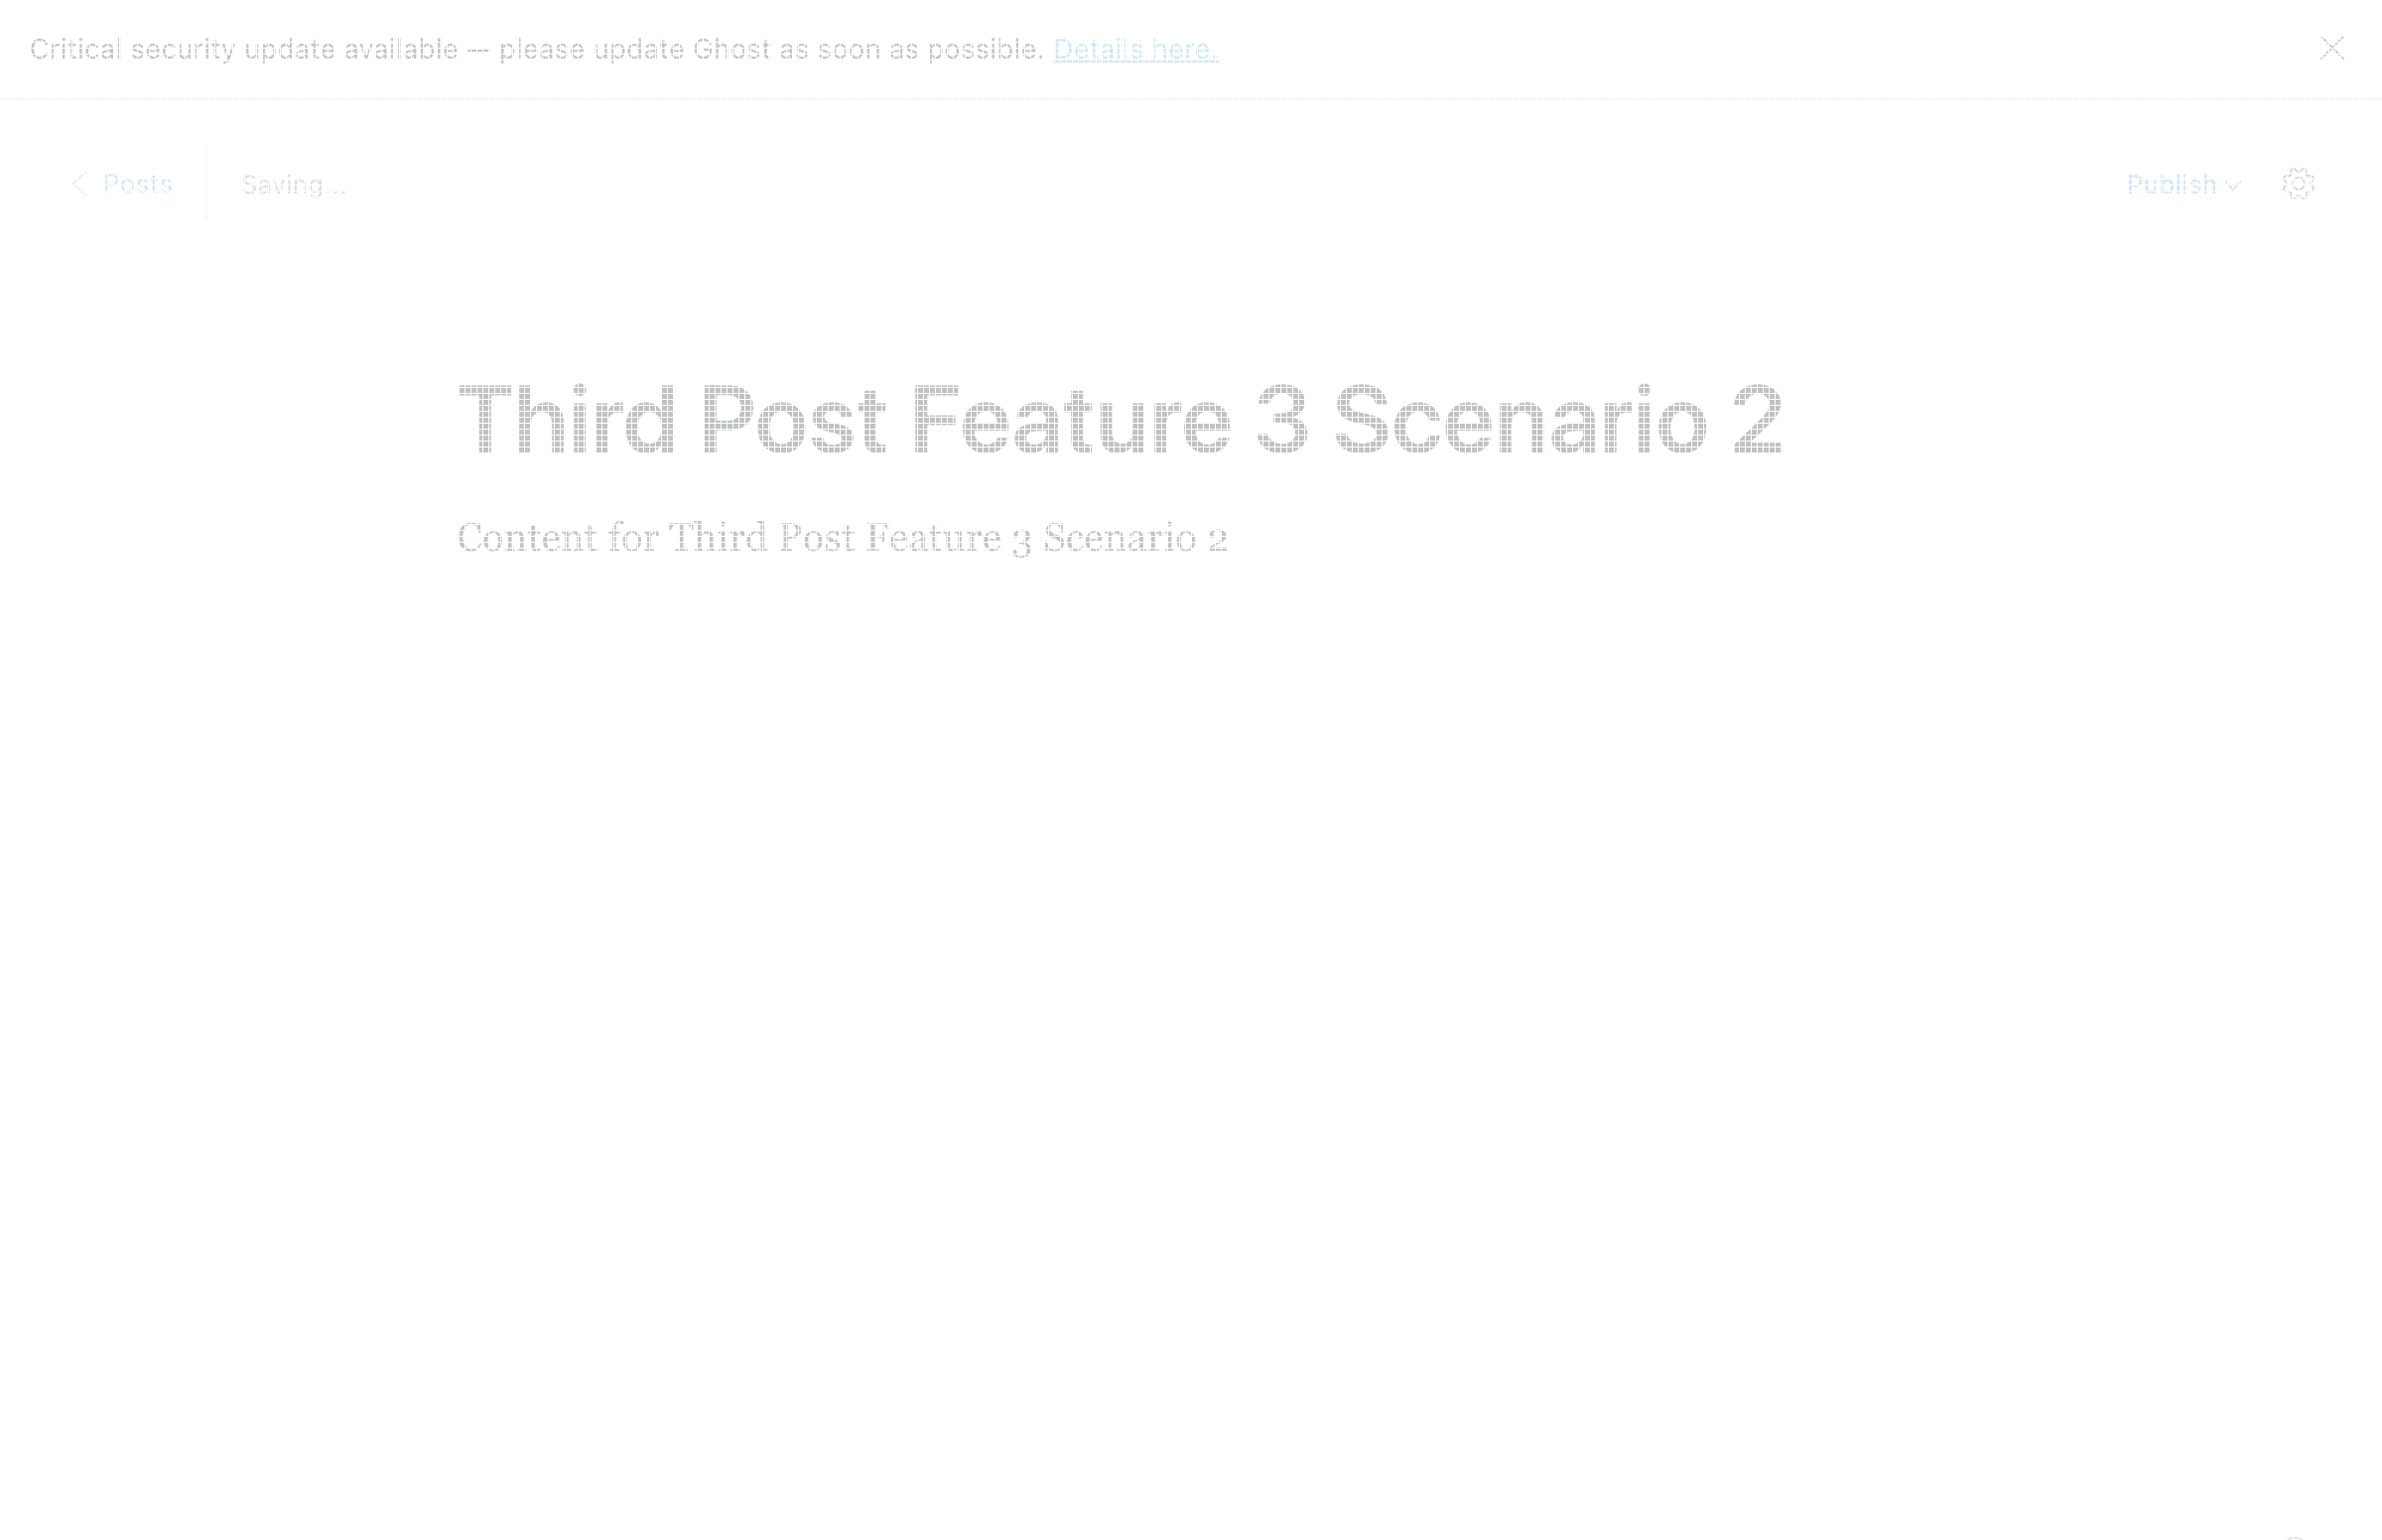 Critical security update available — please update Ghost as soon as possible. Details here.
Posts
Saving...
Publish
Third Post Feature 3 Scenario 2
Content for Third Post Feature 3 Scenario 2